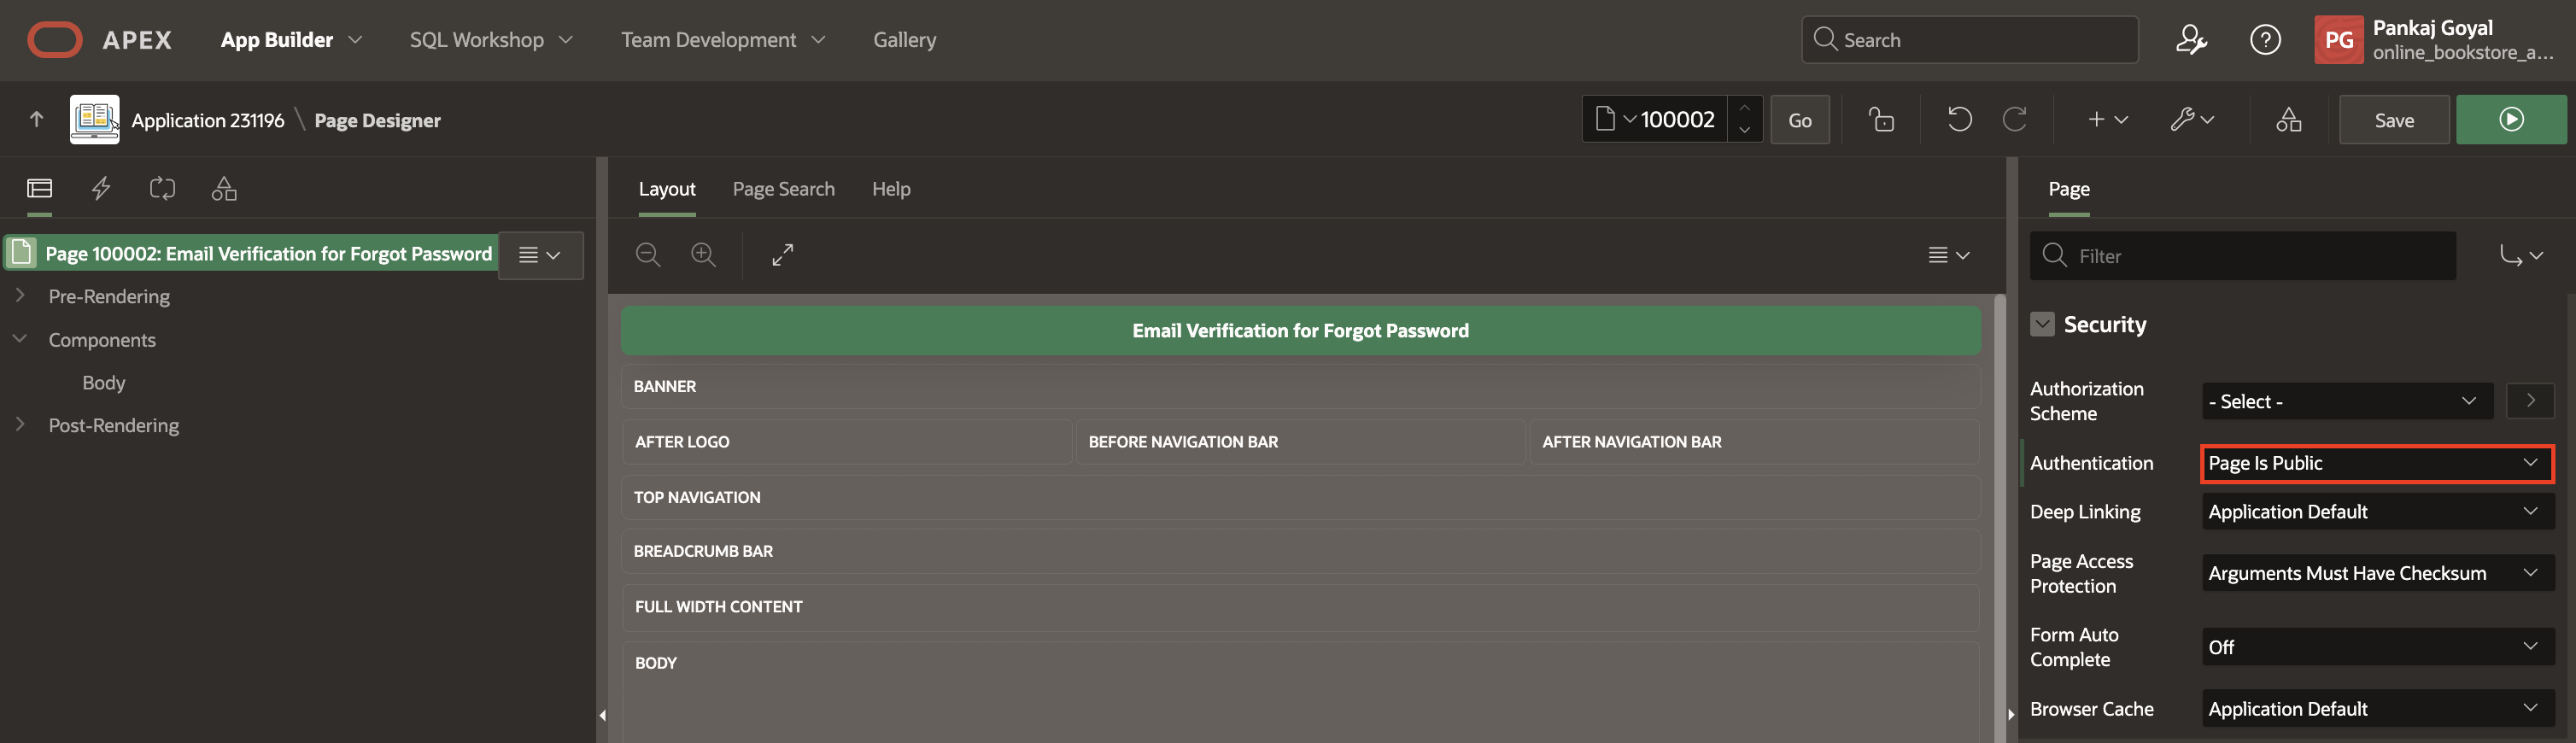 APEX
App Builder
SQL Workshop
Team Development
Gallery
Search
PG
Pankaj Goyal
online_bookstore_a...
Application 231196 \ Page Designer
100002
Go
Save
Layout
Page Search
Help
Page
Page 100002: Email Verification for Forgot Password
Pre-Rendering
Components
Body
Post-Rendering
Email Verification for Forgot Password
BANNER
AFTER LOGO
BEFORE NAVIGATION BAR
AFTER NAVIGATION BAR
TOP NAVIGATION
BREADCRUMB BAR
FULL WIDTH CONTENT
BODY
Filter
Security
Authorization
Scheme
- Select -
Authentication
Page Is Public
Deep Linking
Application Default
Page Access
Protection
Arguments Must Have Checksum
Form Auto
Complete
Off
Browser Cache
Application Default